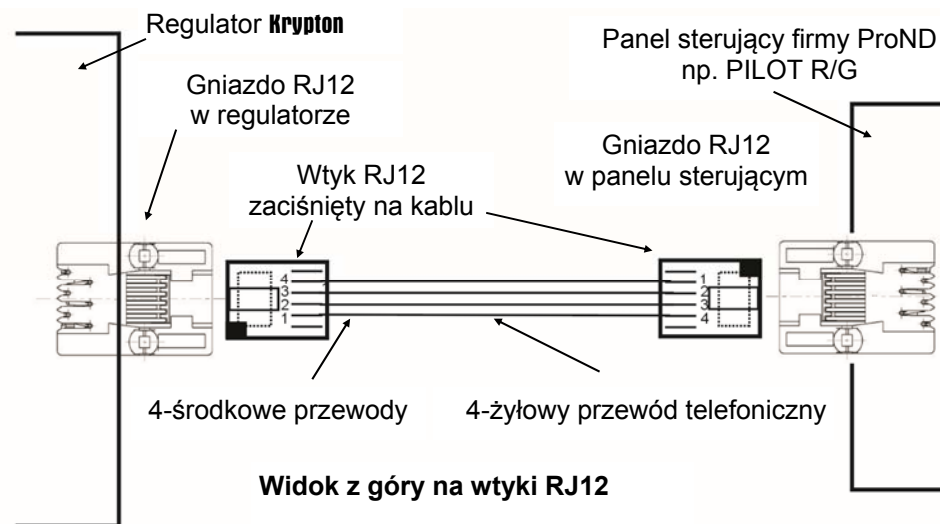 Regulator Krypton
Panel sterujący firmy ProND
np. PILOT R/G
Gniazdo RJ12
w regulatorze
Gniazdo RJ12
w panelu sterującym
Wtyk RJ12
zaciśnięty na kablu
4
3
2
1
1
2
3
4
4-środkowe przewody
4-żyłowy przewód telefoniczny
Widok z góry na wtyki RJ12